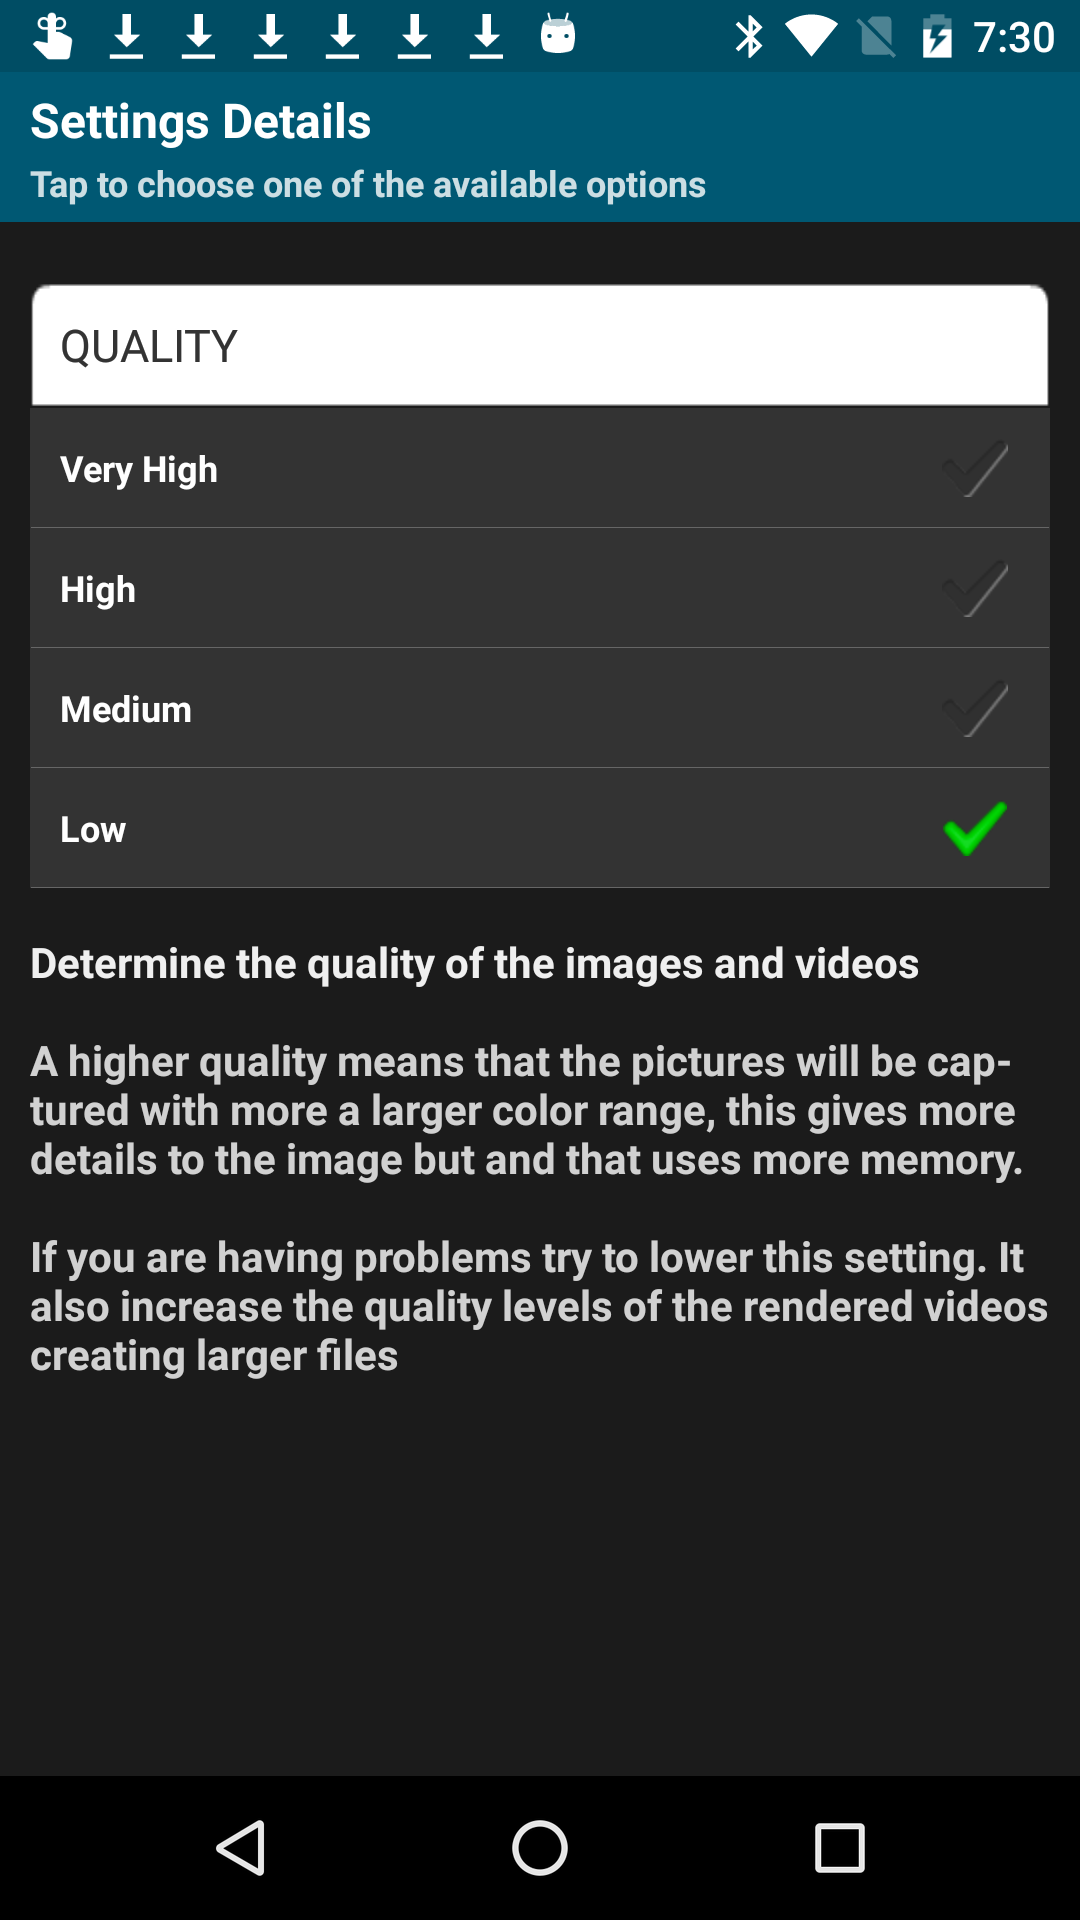 7:30
Settings Details
Tap to choose one of the available options
QUALITY
Very High
High
Medium
Low
Determine the quality of the images and videos
A higher quality means that the pictures will be cap-
tured with more a larger color range, this gives more
details to the image but and that uses more memory.
If you are having problems try to lower this setting. It
also increase the quality levels of the rendered videos
creating larger files